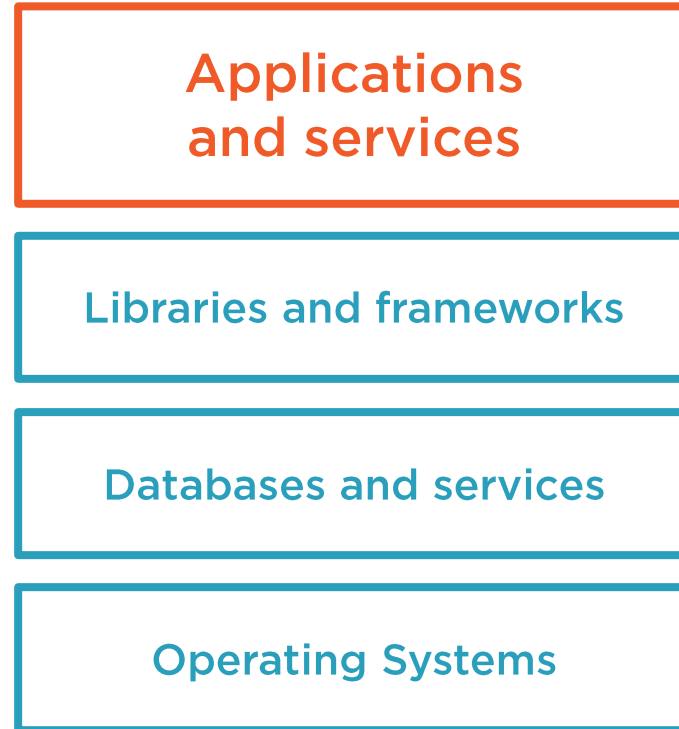 Applications
and services
Libraries and frameworks
Databases and services
Operating Systems